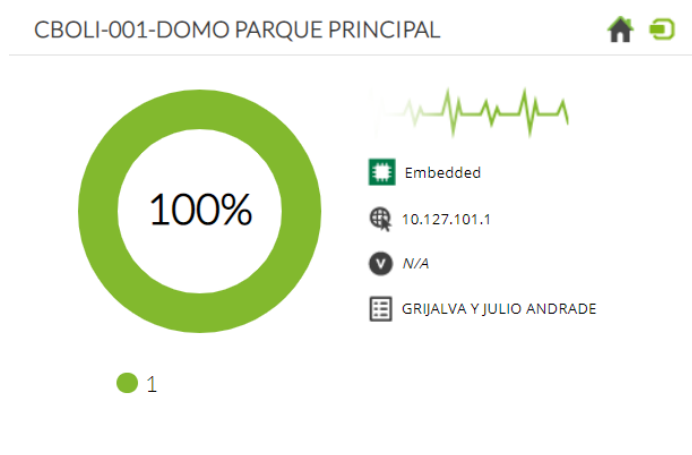 CBOLI-001-DOMO PARQUE PRINCIPAL
100%
Embedded
10.127.101.1
V
N/A
GRIJALVA Y JULIO ANDRADE
1